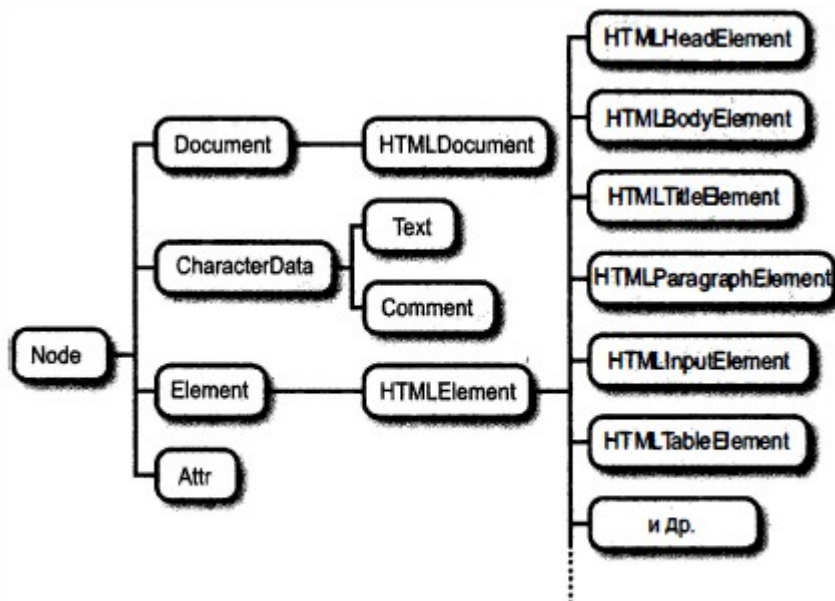 HTMLHeadElement
HTMLBodyElement
Document
HTMLDocument
HTMLTitleElement
Text
CharacterData
HTMLParagraphElement
Comment
Node
HTMLInputElement
Element
HTMLElement
HTMLTableElement
Attr
и др.